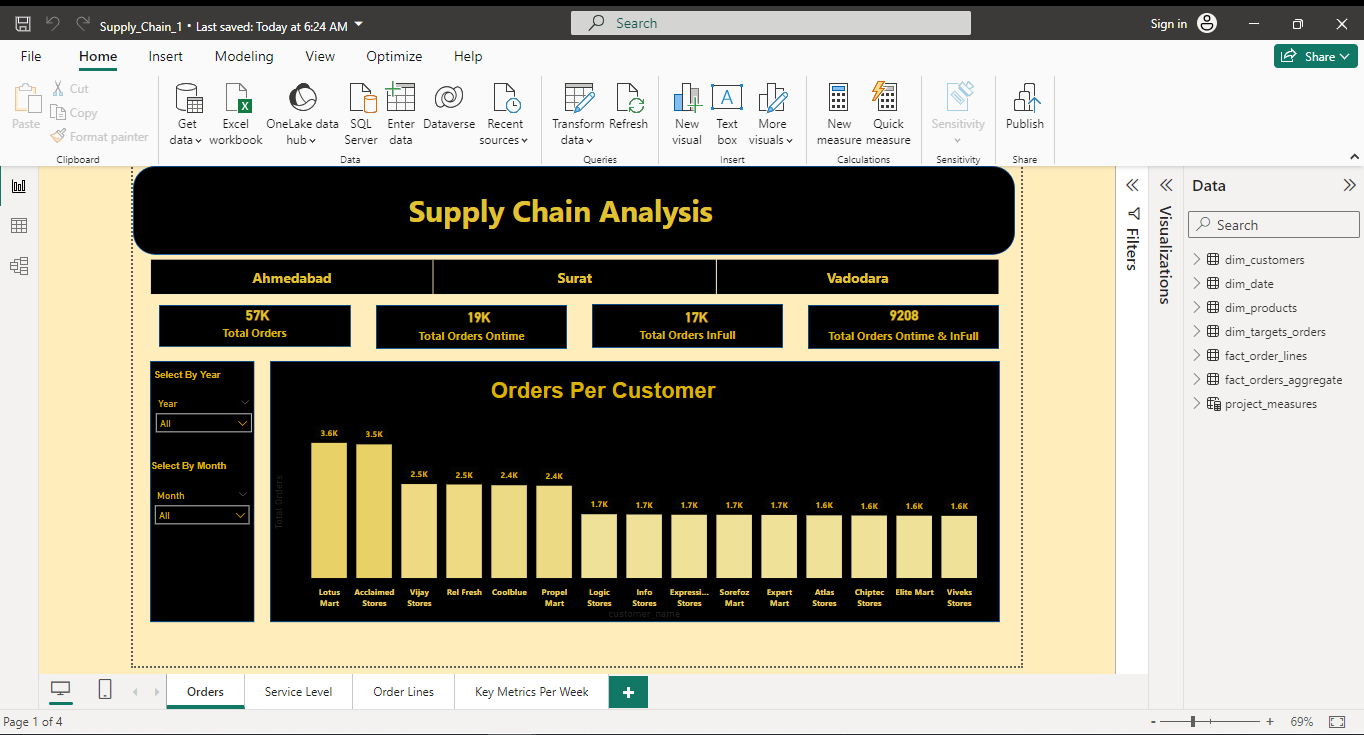 Supply_Chain_1 • Last saved: Today at 6:24 AM
Search
Sign in
File Home Insert Modeling View Optimize Help
Share
Paste
Cut
Copy
Format painter
Clipboard
Get data
Excel workbook
OneLake data hub
SQL Server
Enter data
Dataverse
Recent sources
Data
Transform data
Refresh
Queries
New visual
Text box
More visuals
Insert
New measure
Quick measure
Calculations
Sensitivity
Sensitivity
Publish
Share
Supply Chain Analysis
Ahmedabad Surat Vadodara
57K
Total Orders
19K
Total Orders Ontime
17K
Total Orders InFull
9208
Total Orders Ontime & InFull
Select By Year
Year
All
Select By Month
Month
All
Orders Per Customer
Total Orders
3.6K 3.5K 2.5K 2.5K 2.4K 2.4K 1.7K 1.7K 1.7K 1.7K 1.7K 1.6K 1.6K 1.6K 1.6K
Lotus Mart
Acclaimed Stores
Vijay Stores
Rel Fresh
Coolblue
Propel Mart
Logic Stores
Info Stores
Expressi... Stores
Sorefoz Mart
Expert Mart
Atlas Stores
Chiptec Stores
Elite Mart
Viveks Stores
customer_name
Filters
Visualizations
Data
Search
dim_customers
dim_date
dim_products
dim_targets_orders
fact_order_lines
fact_orders_aggregate
project_measures
Orders Service Level Order Lines Key Metrics Per Week
Page 1 of 4
- + 69%